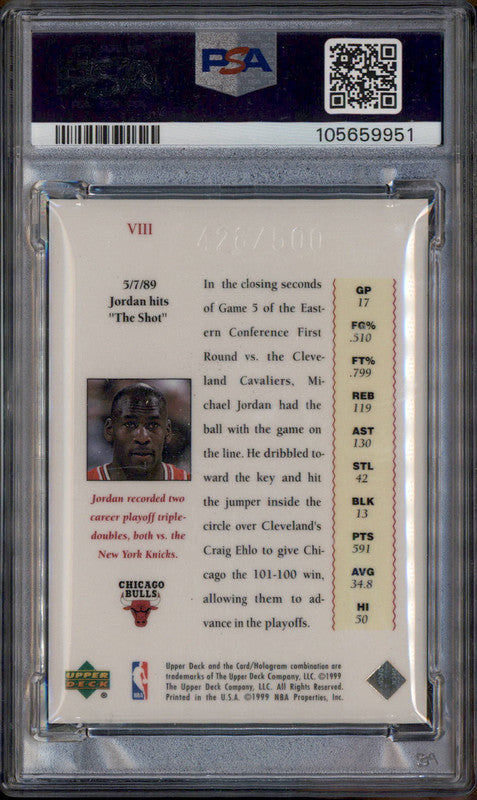 PSA
105659951
VIII
426/500
5/7/89
Jordan hits
"The Shot"
Jordan recorded two
career playoff triple-
doubles, both vs. the
New York Knicks.
CHICAGO
BULLS
In the closing seconds
of Game 5 of the East-
ern Conference First
Round vs. the Cleve-
land Cavaliers, Mi-
chael Jordan had the
ball with the game on
the line. He dribbled to-
ward the key and hit
the jumper inside the
circle over Cleveland's
Craig Ehlo to give Chi-
cago the 101-100 win,
allowing them to ad-
vance in the playoffs.
GP
17
FG%
.510
FT%
.799
REB
119
AST
130
STL
42
BLK
13
PTS
591
AVG
34.8
HI
50
UPPER
DECK
®
NBA
Upper Deck and the Card/Hologram combination are
trademarks of The Upper Deck Company, LLC. ©1999
The Upper Deck Company, LLC. All Rights Reserved.
Printed in the U.S.A. ©1999 NBA Properties, Inc.